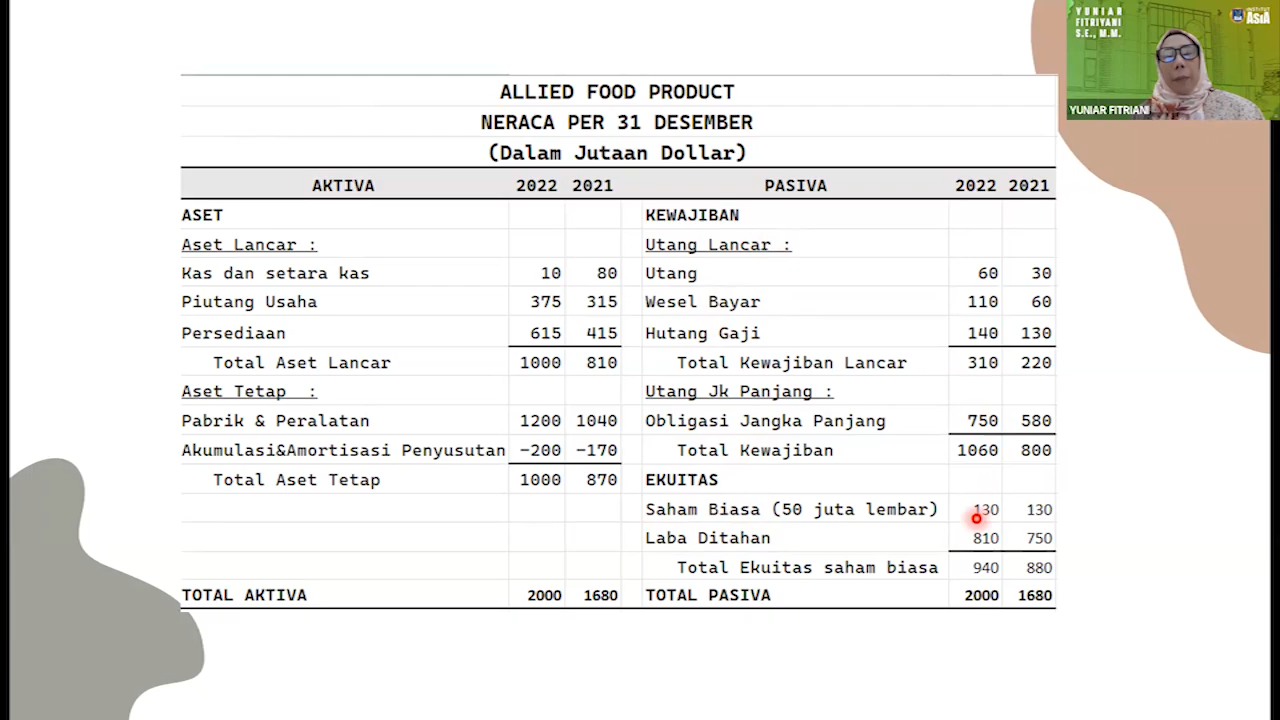 YUNIAR
FITRIYANI
S.E., M.M.
INSTITUT
ASIA
YUNIAR FITRIANI
ALLIED FOOD PRODUCT
NERACA PER 31 DESEMBER
(Dalam Jutaan Dollar)
AKTIVA 2022 2021 PASIVA 2022 2021
ASET KEWAJIBAN
Aset Lancar : Utang Lancar :
Kas dan setara kas 10 80 Utang 60 30
Piutang Usaha 375 315 Wesel Bayar 110 60
Persediaan 615 415 Hutang Gaji 140 130
Total Aset Lancar 1000 810 Total Kewajiban Lancar 310 220
Aset Tetap : Utang Jk Panjang :
Pabrik & Peralatan 1200 1040 Obligasi Jangka Panjang 750 580
Akumulasi&Amortisasi Penyusutan -200 -170 Total Kewajiban 1060 800
Total Aset Tetap 1000 870 EKUITAS
Saham Biasa (50 juta lembar) 130 130
Laba Ditahan 810 750
Total Ekuitas saham biasa 940 880
TOTAL AKTIVA 2000 1680 TOTAL PASIVA 2000 1680